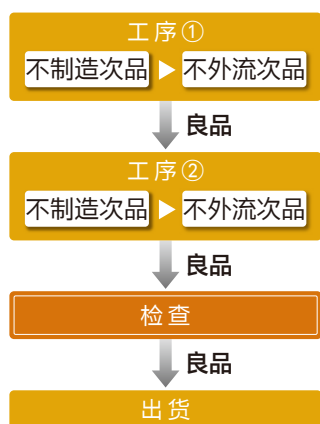 工序①
不制造次品 ▶ 不外流次品
良品
工序②
不制造次品 ▶ 不外流次品
良品
检查
良品
出货